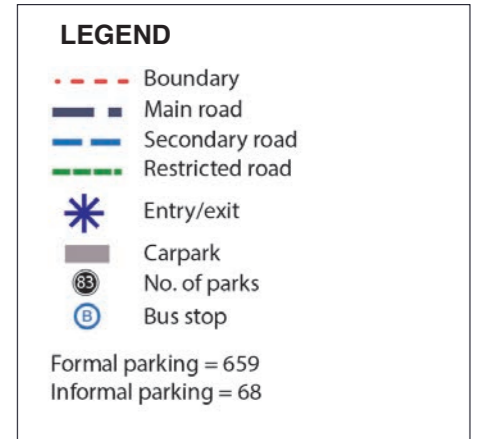 LEGEND
Boundary
Main road
Secondary road
Restricted road
Entry/exit
Carpark
83 No. of parks
B Bus stop
Formal parking = 659
Informal parking = 68